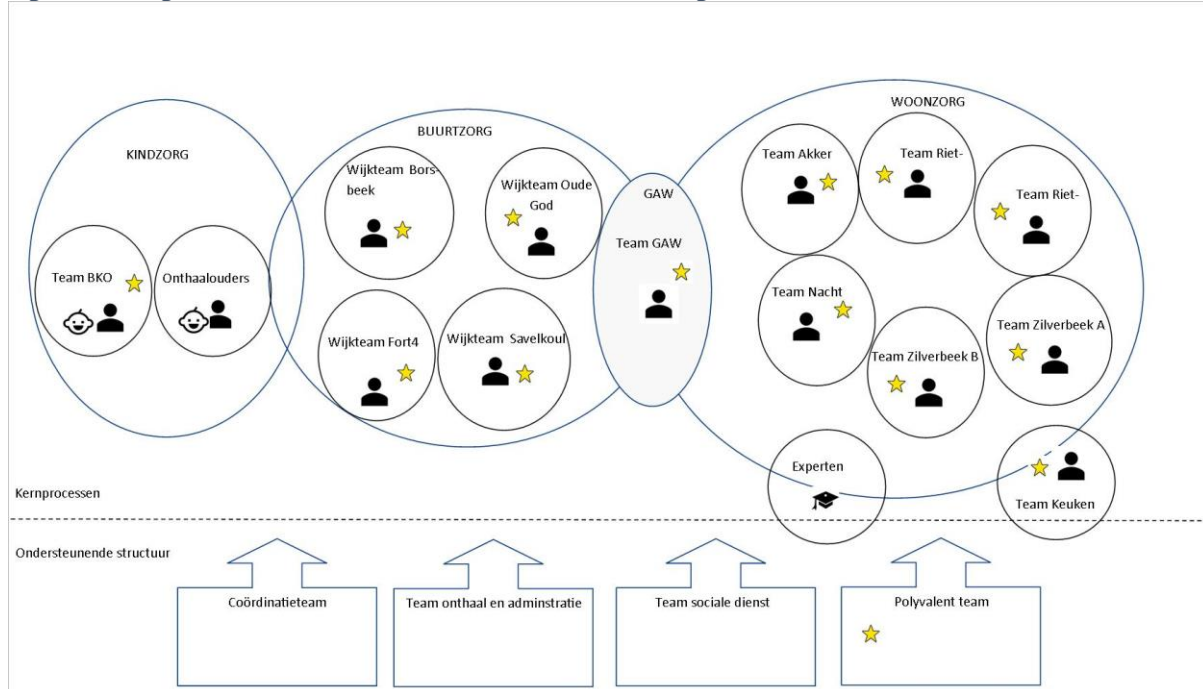 KINDZORG
Team BKO
Onthaalouders
BUURTZORG
Wijkteam Bors-
beek
Wijkteam Oude
God
Wijkteam Fort4
Wijkteam Savelkoul
GAW
Team GAW
WOONZORG
Team Akker
Team Riet-
Team Riet-
Team Nacht
Team Zilverbeek A
Team Zilverbeek B
Experten
Team Keuken
Kernprocessen
Ondersteunende structuur
Coördinatieteam
Team onthaal en adminstratie
Team sociale dienst
Polyvalent team